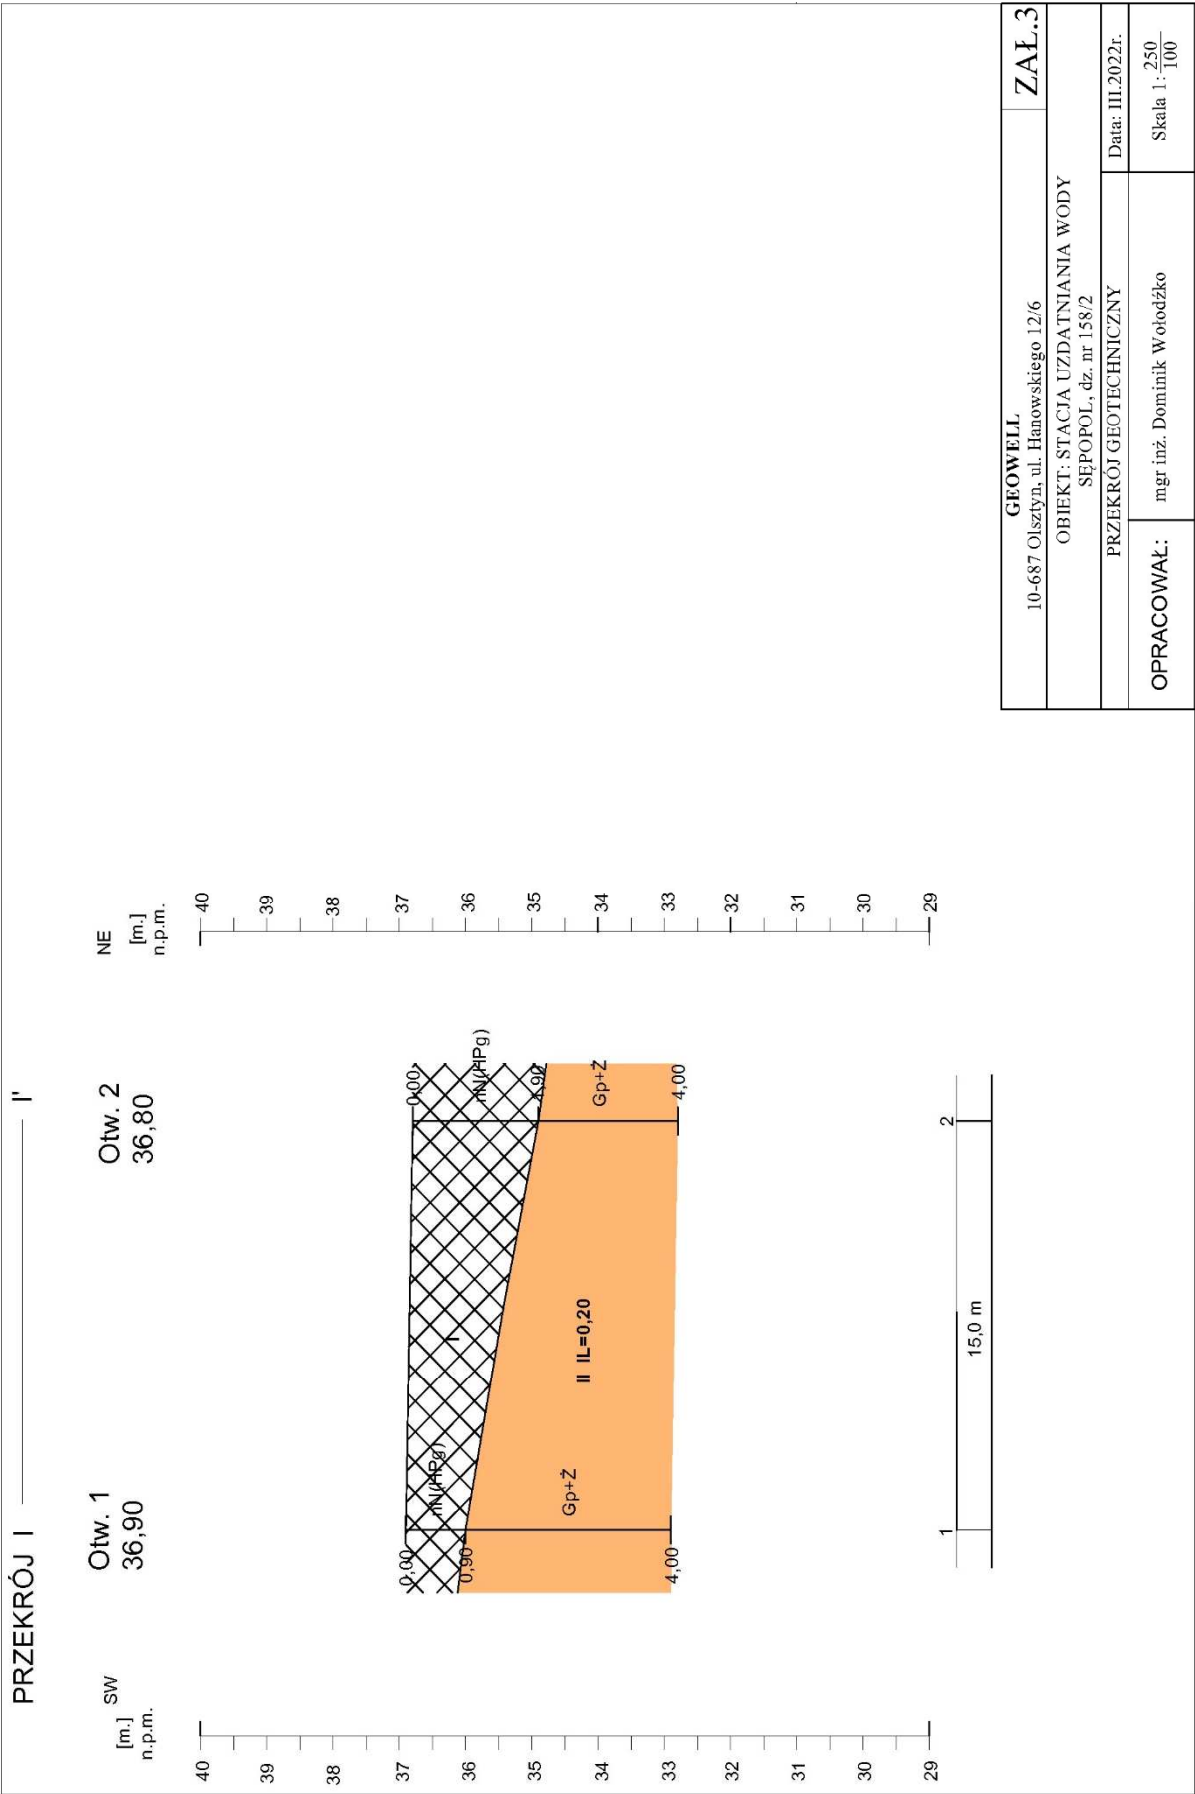 PRZEKRÓJ I ——— I'
Otw. 1
36,90
Otw. 2
36,80
[m.] SW
n.p.m.
NE
[m.]
n.p.m.
40
39
38
37
36
35
34
33
32
31
30
29
40
39
38
37
36
35
34
33
32
31
30
29
0,00
nN(HPg)
0,90
Gp+Ż
4,00
I
II IL=0,20
0,00
nN(HPg)
1,90
Gp+Ż
4,00
1
15,0 m
2
GEOWELL
10-687 Olsztyn, ul. Hanowskiego 12/6
ZAŁ.3
OBIEKT: STACJA UZDATNIANIA WODY
SĘPOPOL, dz. nr 158/2
PRZEKRÓJ GEOTECHNICZNY
Data: III.2022r.
OPRACOWAŁ:
mgr inż. Dominik Wołodźko
Skala 1: 250
100